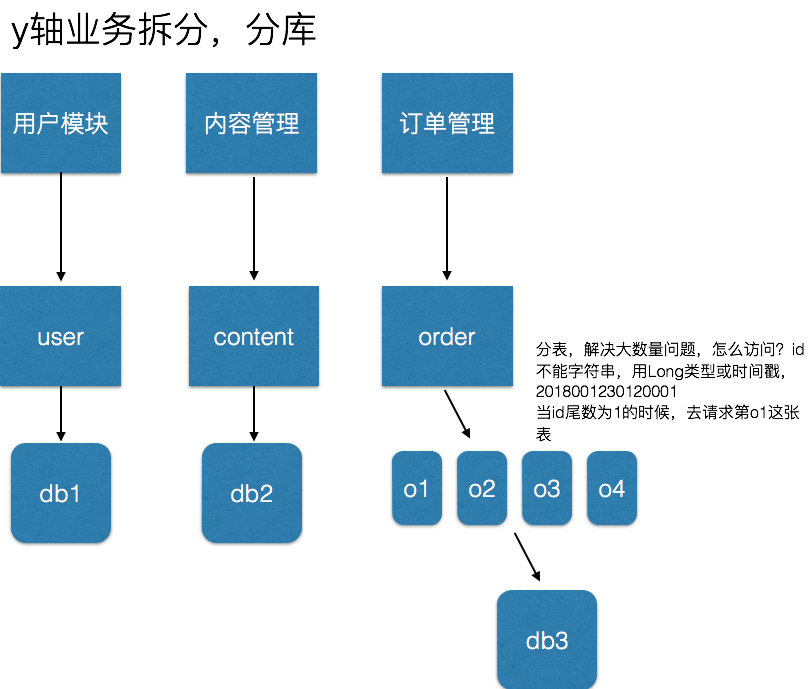 y轴业务拆分，分库
用户模块
内容管理
订单管理
user
content
order
分表，解决大数量问题，怎么访问？id
不能字符串，用Long类型或时间戳，
2018001230120001
当id尾数为1的时候，去请求第o1这张
表
db1
db2
o1
o2
o3
o4
db3